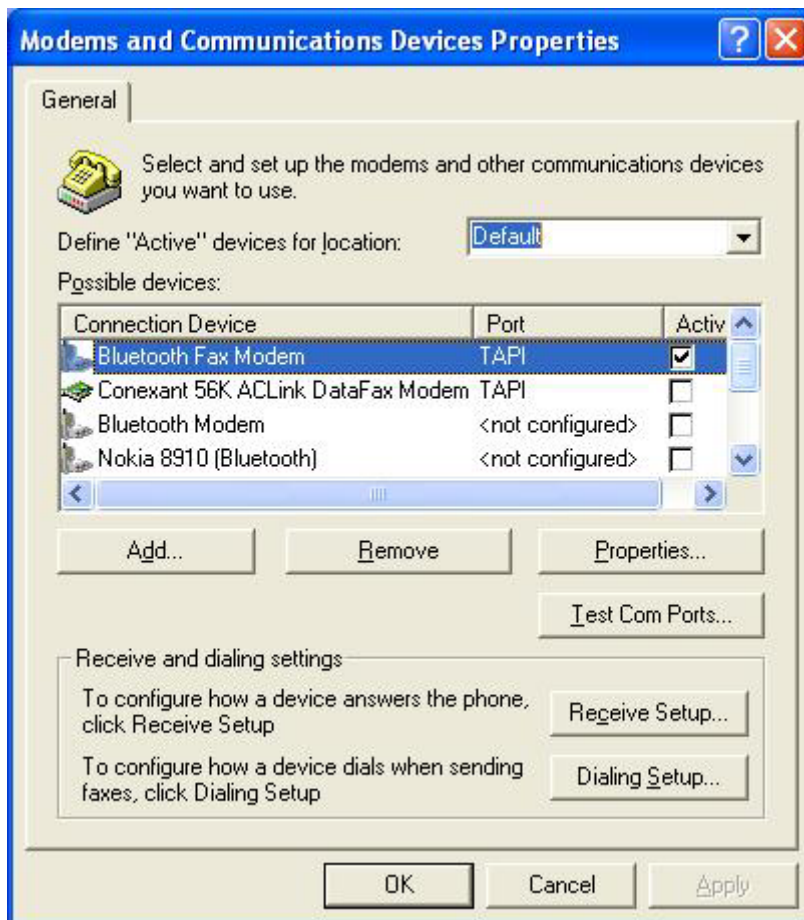 Modems and Communications Devices Properties
General
Select and set up the modems and other communications devices
you want to use.
Define "Active" devices for location:
Default
Possible devices:
Connection Device Port Activ
Bluetooth Fax Modem TAPI
Conexant 56K ACLink DataFax Modem TAPI
Bluetooth Modem <not configured>
Nokia 8910 (Bluetooth) <not configured>
Add... Remove Properties...
Test Com Ports...
Receive and dialing settings
To configure how a device answers the phone,
click Receive Setup
Receive Setup...
To configure how a device dials when sending
faxes, click Dialing Setup
Dialing Setup...
OK Cancel Apply